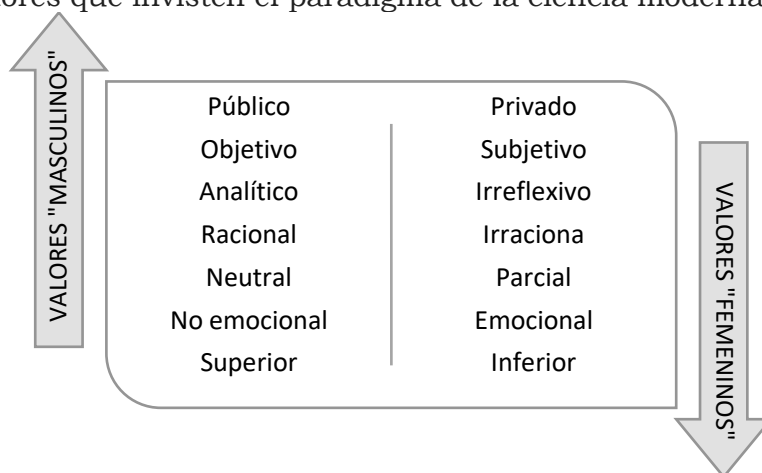 ores que invisten el paradigma de la ciencia moderna
VALORES "MASCULINOS"
Público Privado
Objetivo Subjetivo
Analítico Irreflexivo
Racional Irraciona
Neutral Parcial
No emocional Emocional
Superior Inferior
VALORES "FEMENINOS"